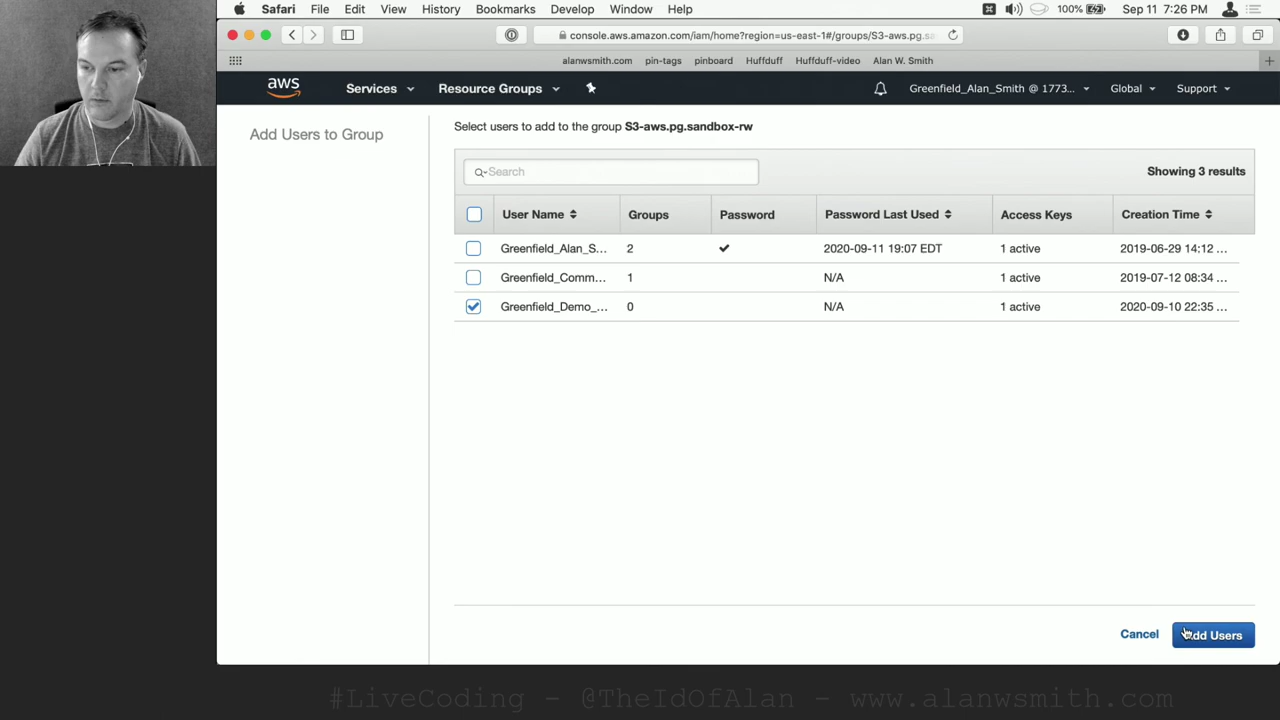 Safari File Edit View History Bookmarks Develop Window Help 100% Sep 11 7:26 PM
console.aws.amazon.com/iam/home?region=us-east-1#/groups/S3-aws.pg.sa
alanwsmith.com pin-tags pinboard Huffduff Huffduff-video Alan W. Smith
aws Services Resource Groups Greenfield_Alan_Smith @ 1773... Global Support
Add Users to Group
Select users to add to the group S3-aws.pg.sandbox-rw
Search Showing 3 results
User Name Groups Password Password Last Used Access Keys Creation Time
Greenfield_Alan_S... 2 2020-09-11 19:07 EDT 1 active 2019-06-29 14:12 ...
Greenfield_Comm... 1 N/A 1 active 2019-07-12 08:34 ...
Greenfield_Demo_... 0 N/A 1 active 2020-09-10 22:35 ...
Cancel Add Users
#LiveCoding - @TheIdOfAlan - www.alanwsmith.com